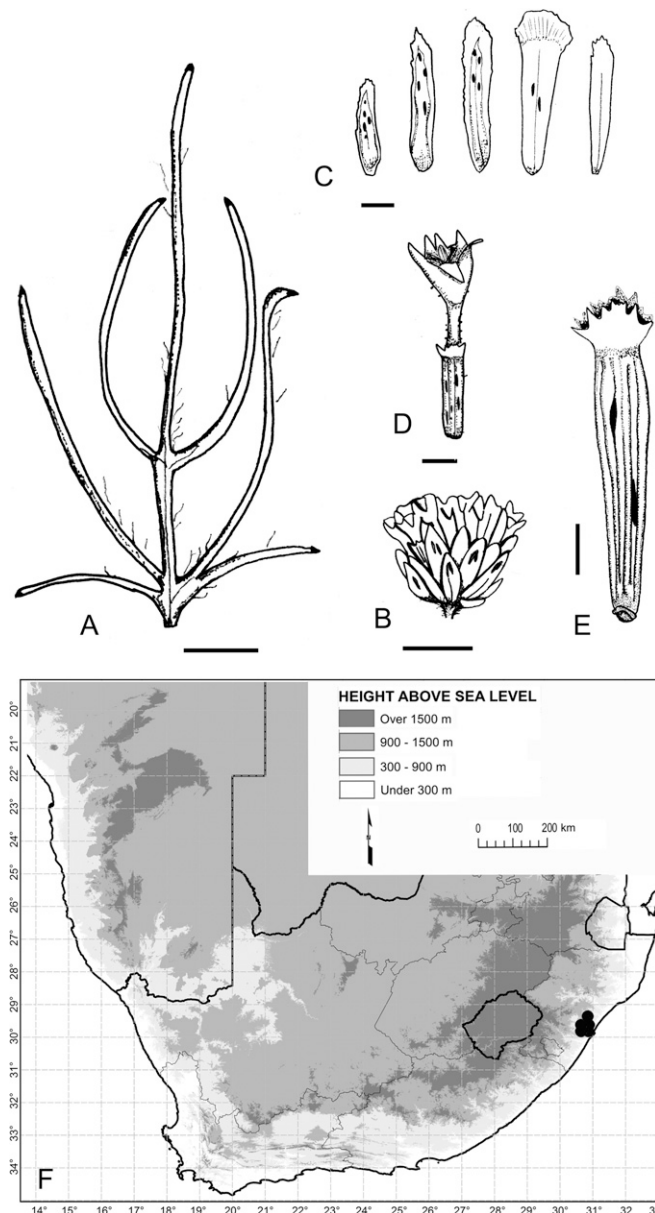 C
A
D
B
E
HEIGHT ABOVE SEA LEVEL
Over 1500 m
900 - 1500 m
300 - 900 m
Under 300 m
0 100 200 km
20°
21°
22°
23°
24°
25°
26°
27°
28°
29°
30°
31°
32°
33°
34°
F
14° 15° 16° 17° 18° 19° 20° 21° 22° 23° 24° 25° 26° 27° 28° 29° 30° 31° 32°